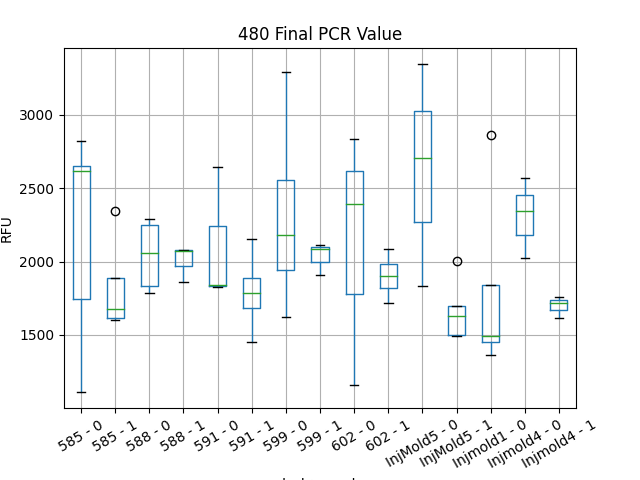 480 Final PCR Value
3000
2500
2000
1500
RFU
585 - 0
585 - 1
588 - 0
588 - 1
591 - 0
591 - 1
599 - 0
599 - 1
602 - 0
602 - 1
InjMold5 - 0
InjMold5 - 1
Injmold1 - 0
Injmold4 - 0
Injmold4 - 1